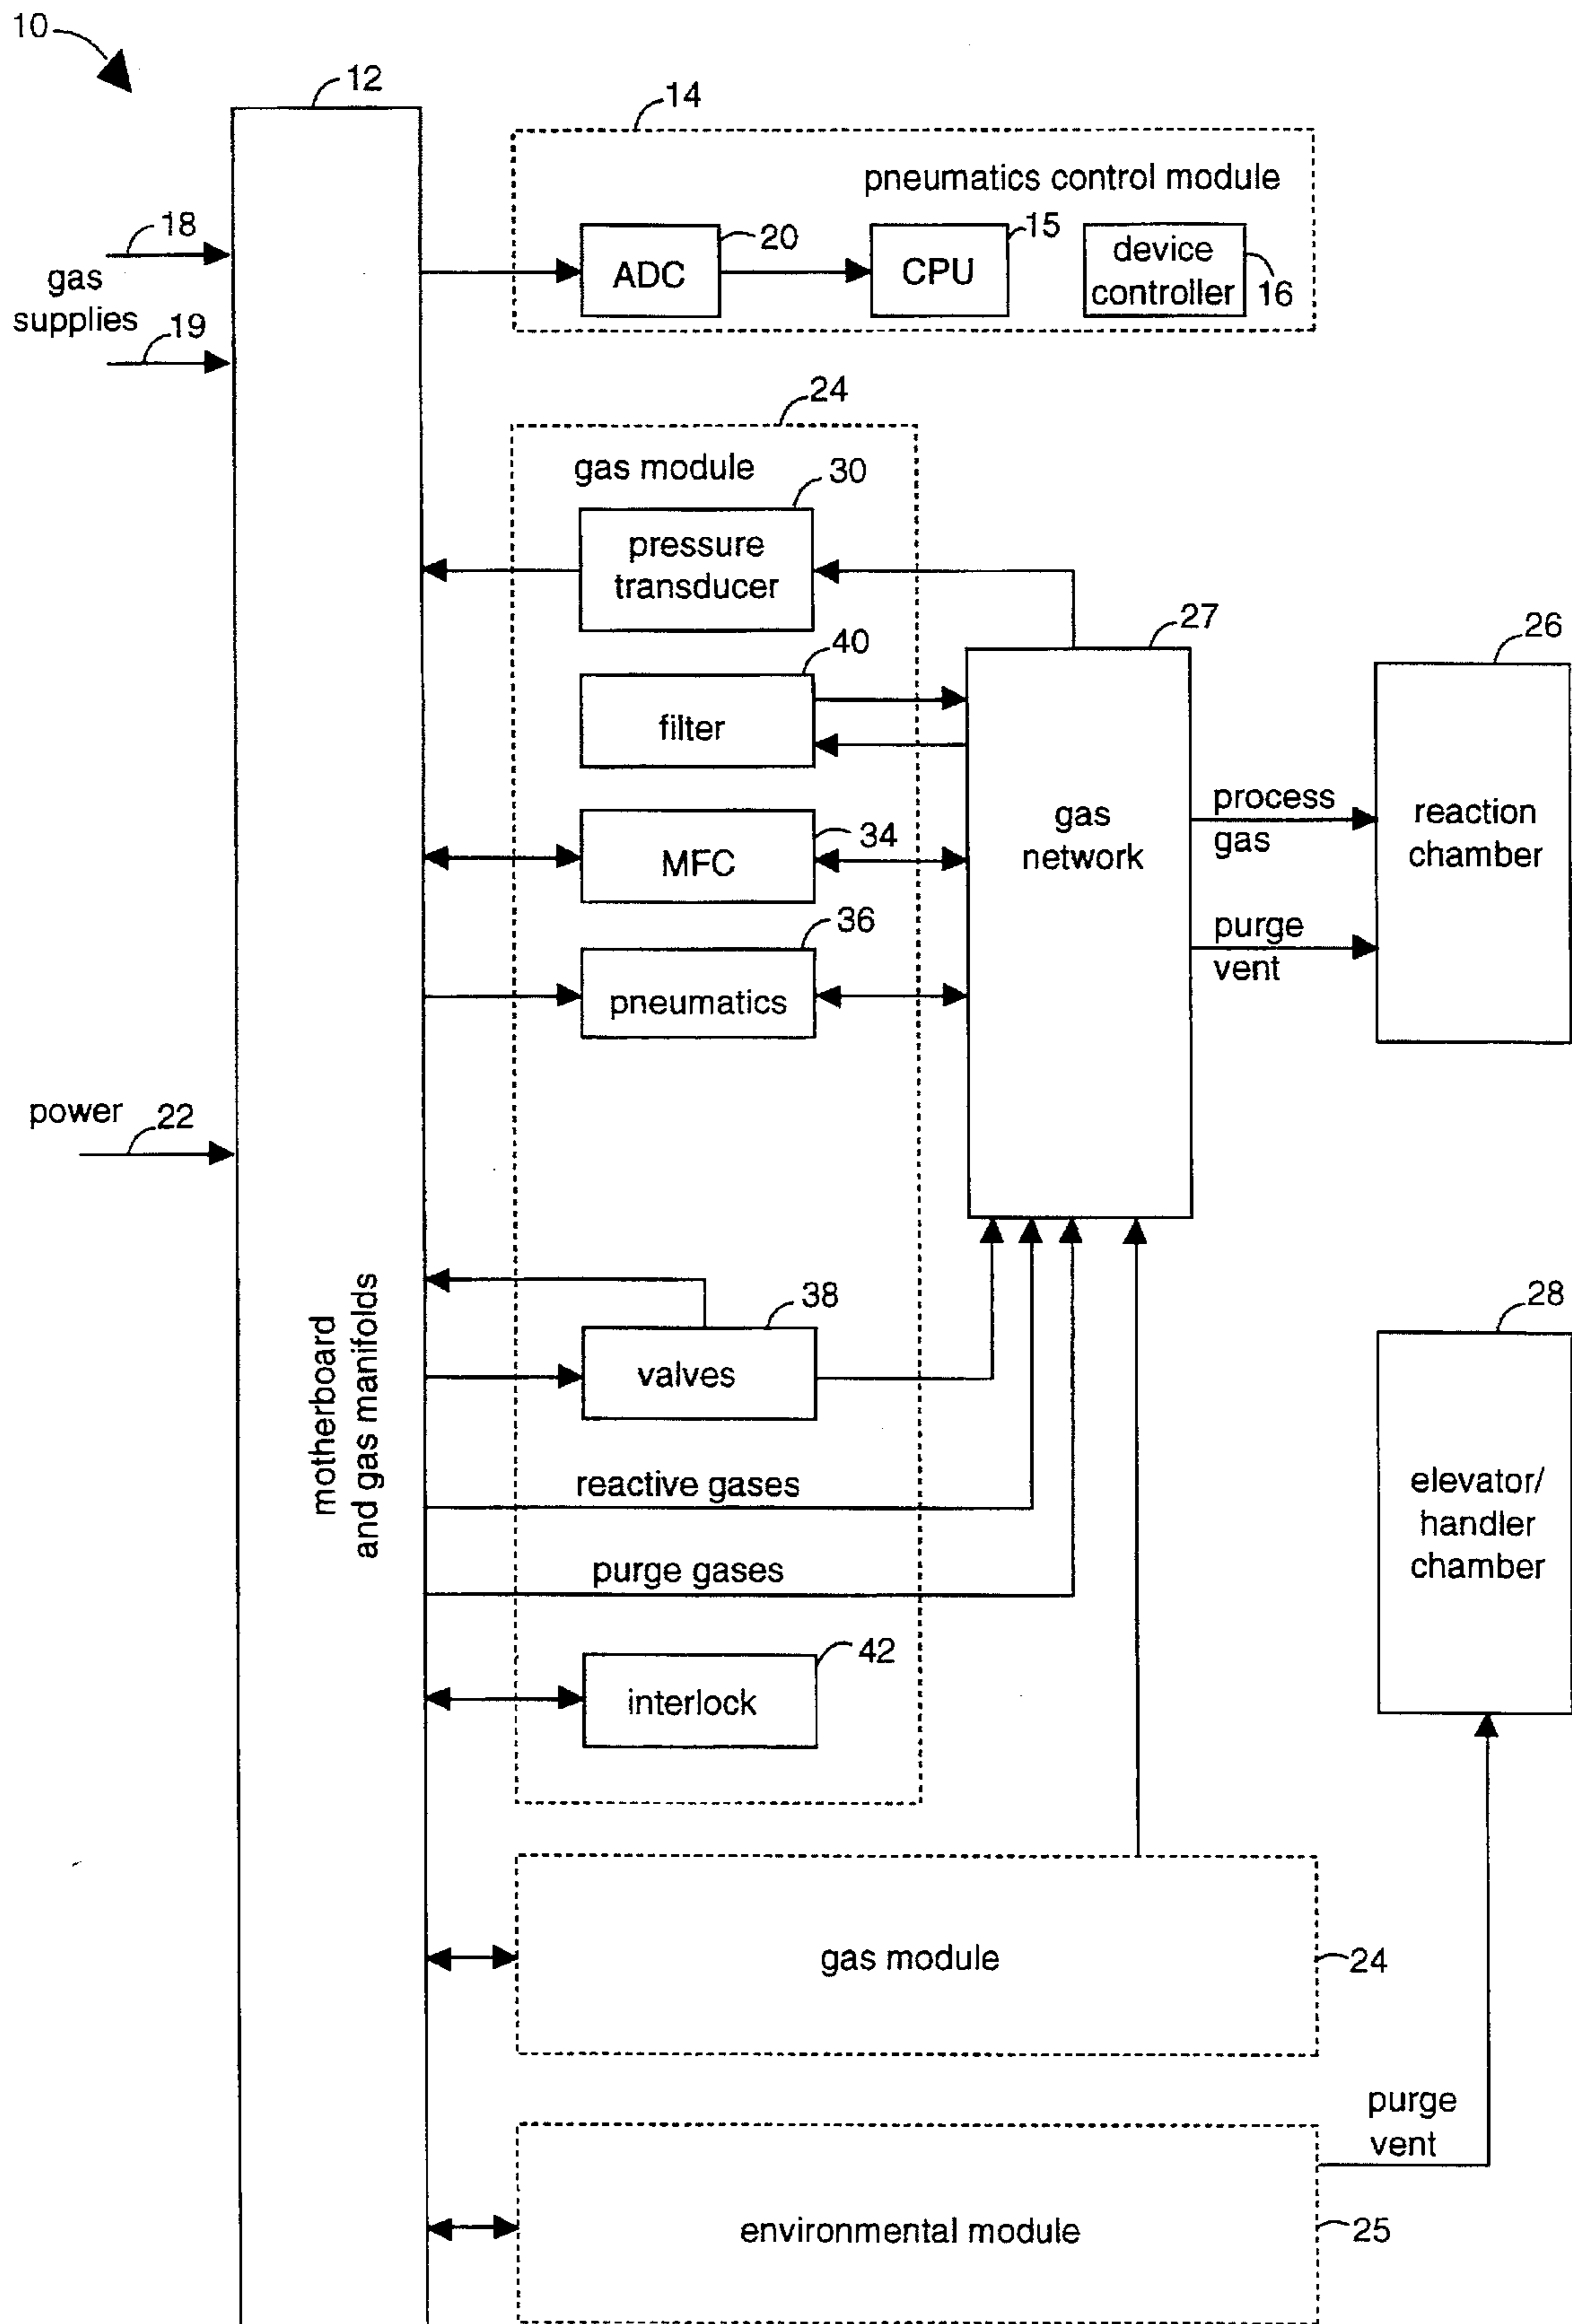 10
12
14
pneumatics control module
18
gas
supplies
19
20
ADC
15
CPU
device
controller
16
24
gas module
30
pressure
transducer
40
filter
27
gas
network
26
reaction
chamber
process
gas
purge
vent
34
MFC
36
pneumatics
power
22
motherboard
and gas manifolds
38
valves
reactive gases
purge gases
28
elevator/
handler
chamber
42
interlock
gas module
24
purge
vent
environmental module
25